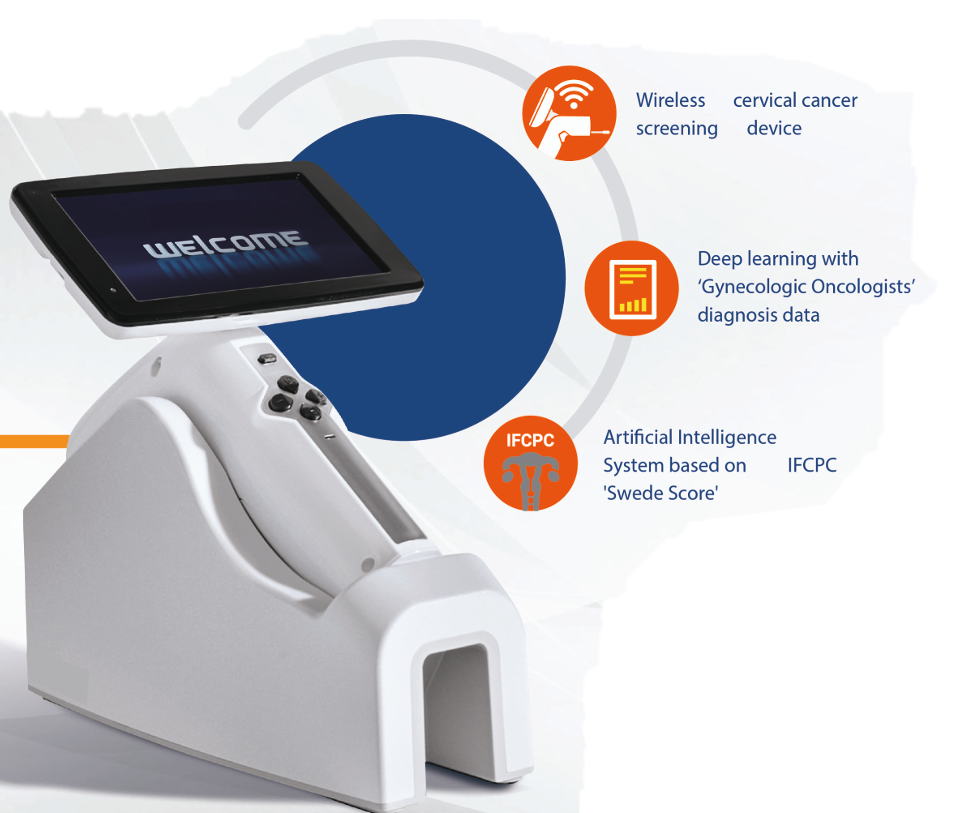 WELCOME
Wireless cervical cancer
screening device
Deep learning with
‘Gynecologic Oncologists’
diagnosis data
IFCPC
Artificial Intelligence
System based on IFCPC
'Swede Score'